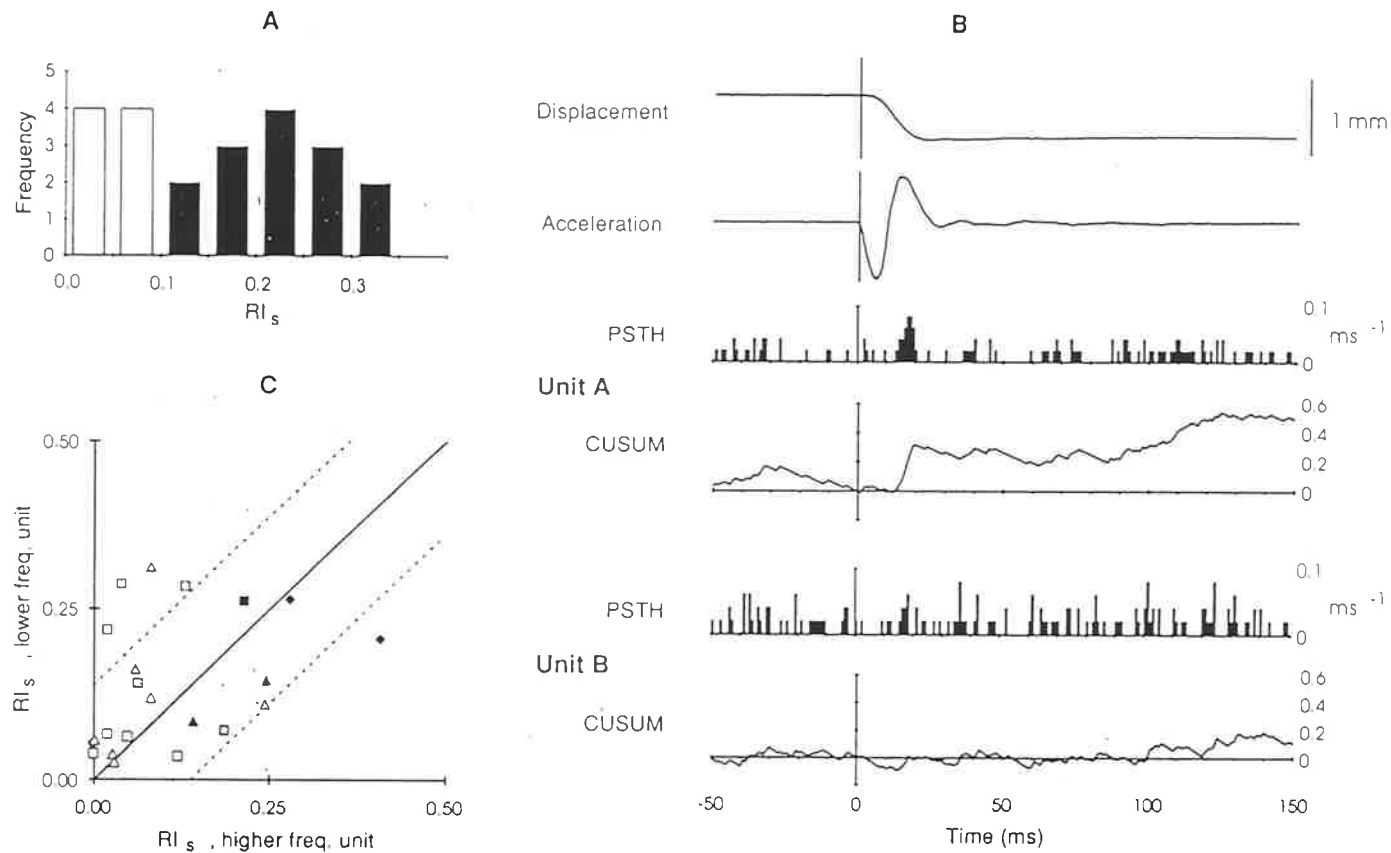 A
5
4
3
2
1
0
Frequency
0.0
0.1
0.2
0.3
RI s
B
Displacement
1 mm
Acceleration
PSTH
0.1
ms -1
0
Unit A
CUSUM
0.6
0.4
0.2
0
PSTH
0.1
ms -1
0
Unit B
CUSUM
0.6
0.4
0.2
0
-50
0
50
100
150
Time (ms)
C
0.50
0.25
0.00
RI s , lower freq. unit
0.00
0.25
0.50
RI s , higher freq. unit